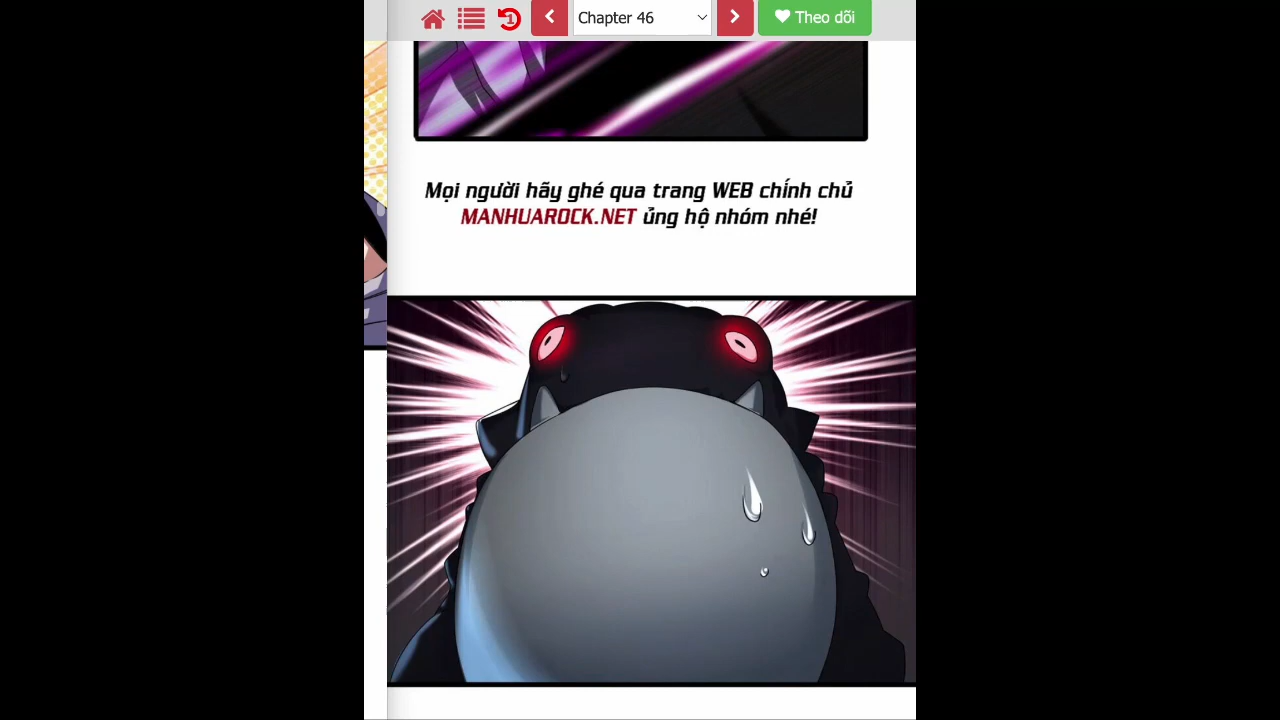 1
Chapter 46
Theo dõi
Mọi người hãy ghé qua trang WEB chính chủ
MANHUAROCK.NET ủng hộ nhóm nhé!